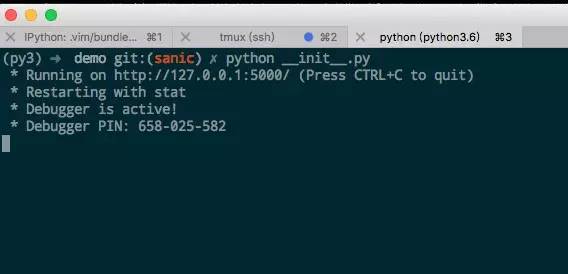 IPython: .vim/bundle... ⌘1 tmux (ssh) ⌘2 python (python3.6) ⌘3
(py3) ➜ demo git:(sanic) ✗ python __init__.py
* Running on http://127.0.0.1:5000/ (Press CTRL+C to quit)
* Restarting with stat
* Debugger is active!
* Debugger PIN: 658-025-582